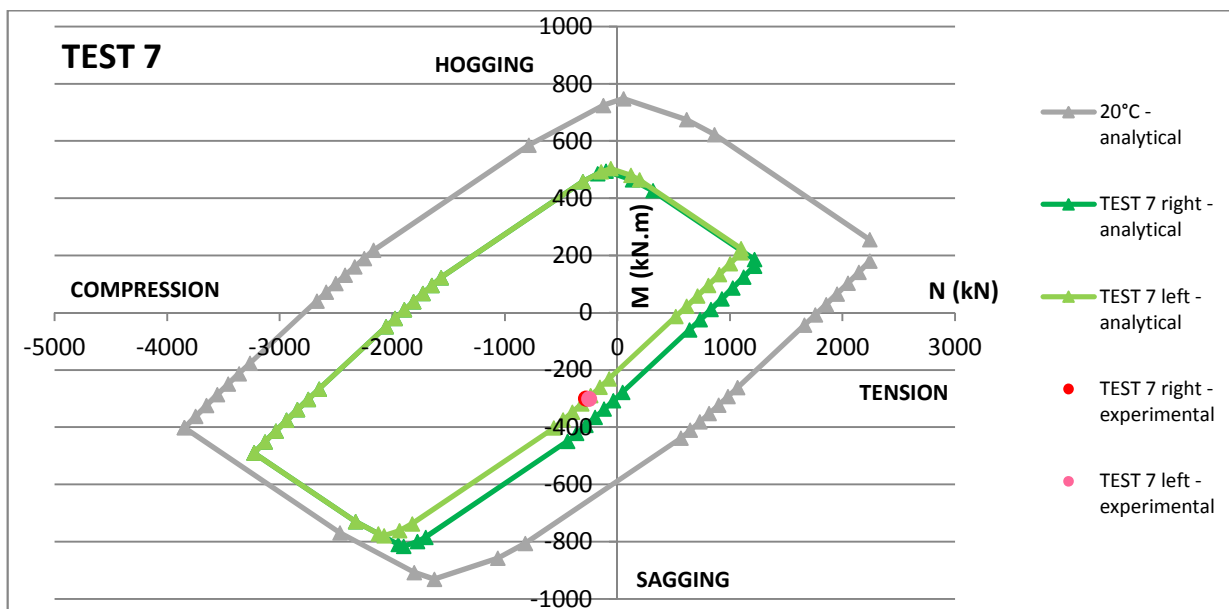 TEST 7
HOGGING
1000
800
600
400
200
0
-200
-400
-600
-800
-1000
M (kN.m)
COMPRESSION
N (kN)
-5000 -4000 -3000 -2000 -1000 0 1000 2000 3000
TENSION
SAGGING
20°C -
analytical
TEST 7 right -
analytical
TEST 7 left -
analytical
TEST 7 right -
experimental
TEST 7 left -
experimental